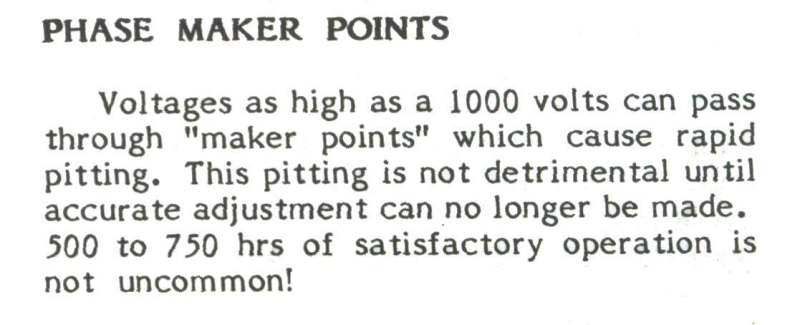 PHASE MAKER POINTS
Voltages as high as a 1000 volts can pass
through "maker points" which cause rapid
pitting. This pitting is not detrimental until
accurate adjustment can no longer be made.
500 to 750 hrs of satisfactory operation is
not uncommon!